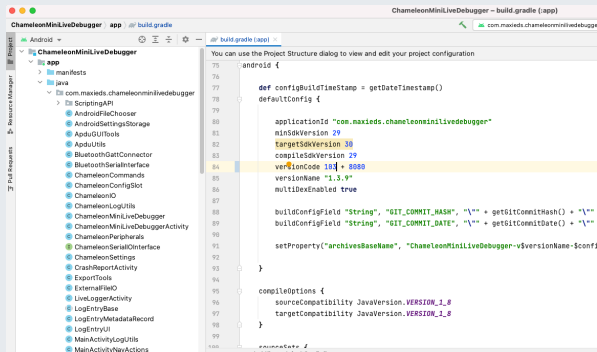 ChameleonMiniLiveDebugger – build.gradle (:app)
ChameleonMiniLiveDebugger app build.gradle
com.maxieds.chameleonminilivedebugge
Android build.gradle (:app)
Project
Resource Manager
Pull Requests
You can use the Project Structure dialog to view and edit your project configuration
ChameleonMiniLiveDebugger
app
manifests
java
com.maxieds.chameleonminilivedebugger
ScriptingAPI
AndroidFileChooser
AndroidSettingsStorage
ApduGUITools
ApduUtils
BluetoothGattConnector
BluetoothSerialInterface
ChameleonCommands
ChameleonConfigSlot
ChameleonIO
ChameleonLogUtils
ChameleonMiniLiveDebugger
ChameleonMiniLiveDebuggerActivity
ChameleonPeripherals
ChameleonSerialIOInterface
ChameleonSettings
CrashReportActivity
ExportTools
ExternalFileIO
LiveLoggerActivity
LogEntryBase
LogEntryMetadataRecord
LogEntryUI
MainActivityLogUtils
MainActivityNavActions
75 android {
76
77 def configBuildTimeStamp = getDateTimestamp()
78 defaultConfig {
79
80 applicationId "com.maxieds.chameleonminilivedebugger"
81 minSdkVersion 29
82 targetSdkVersion 30
83 compileSdkVersion 29
84 versionCode 103 + 8080
85 versionName "1.3.9"
86 multiDexEnabled true
87
88 buildConfigField "String", "GIT_COMMIT_HASH", "\"" + getGitCommitHash() + "\""
89 buildConfigField "String", "GIT_COMMIT_DATE", "\"" + getGitCommitDate() + "\""
90
91 setProperty("archivesBaseName", "ChameleonMiniLiveDebugger-v$versionName-$confi
92
93 }
94
95 compileOptions {
96 sourceCompatibility JavaVersion.VERSION_1_8
97 targetCompatibility JavaVersion.VERSION_1_8
98 }
99
100 sourceSets {